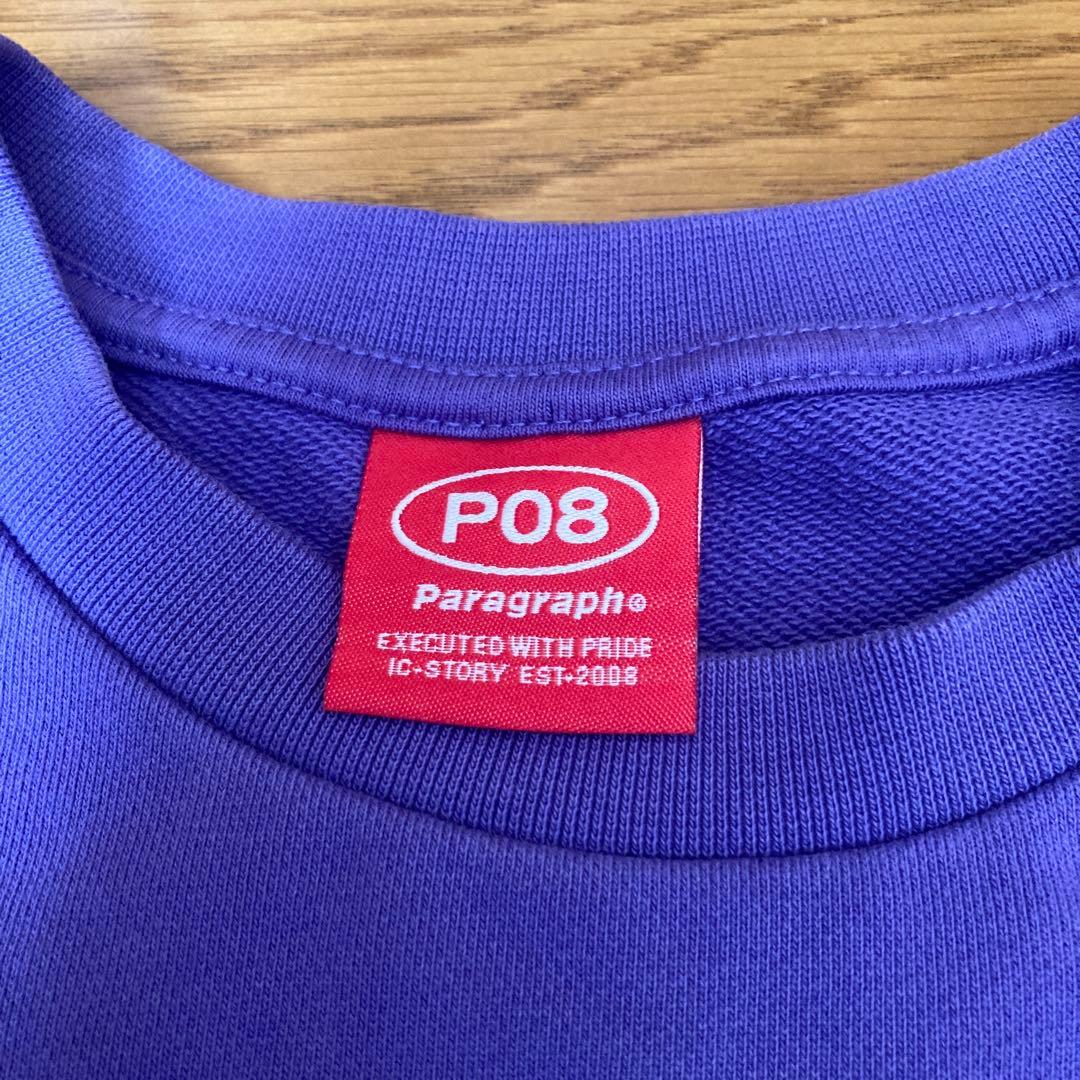 P08
Paragraph®
EXECUTED WITH PRIDE
IC-STORY EST-2008